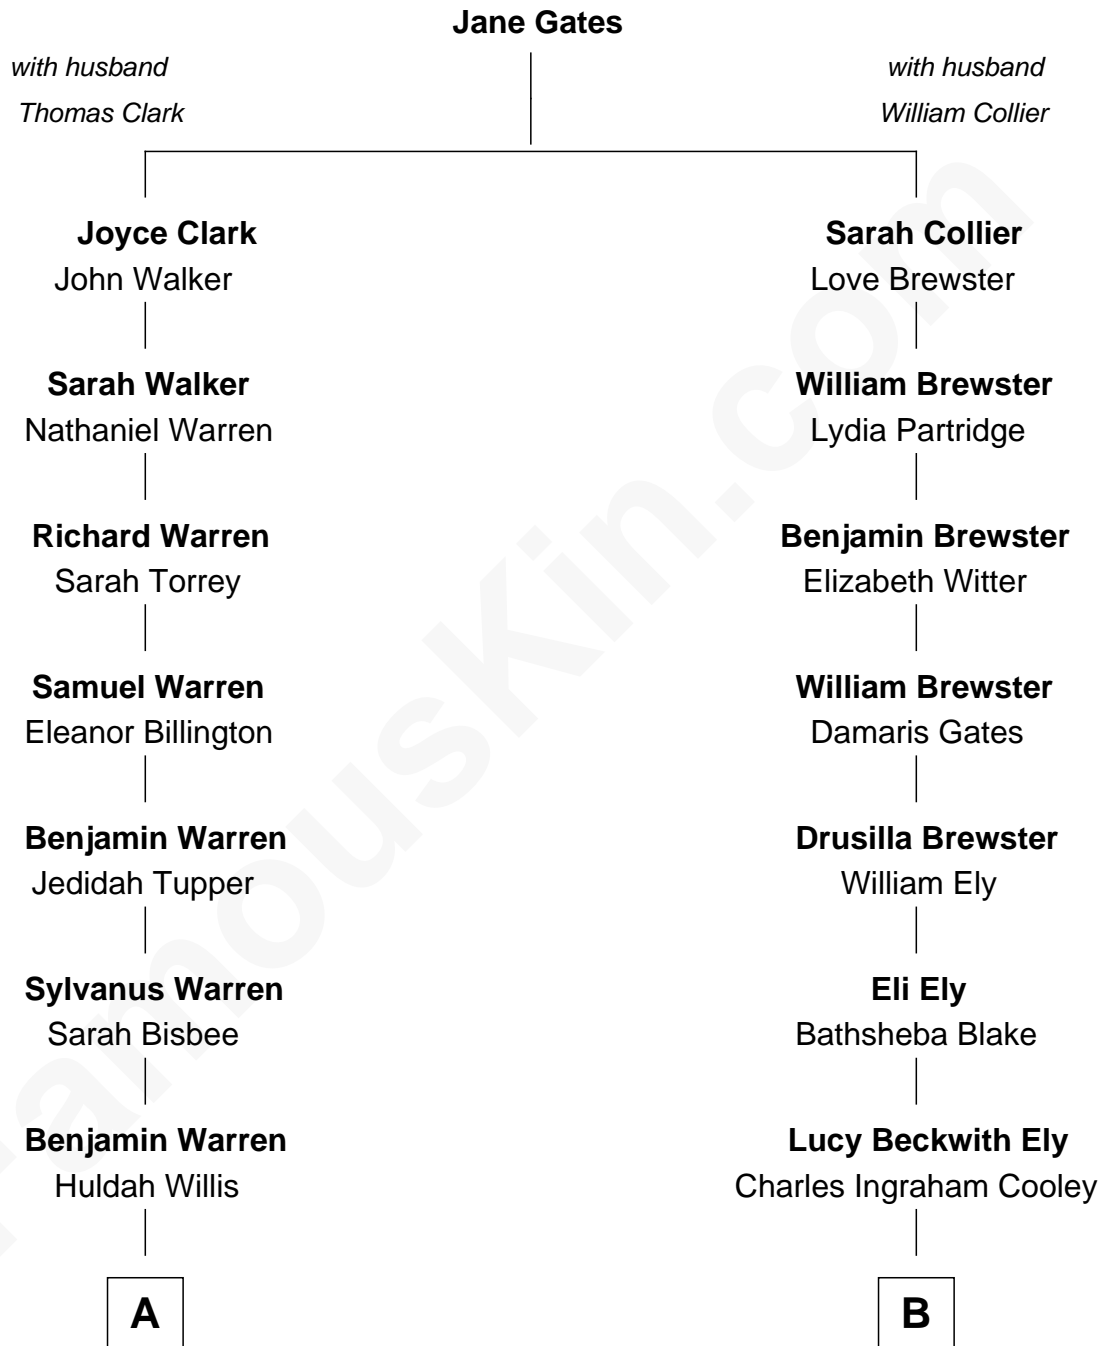 Jane Gates
with husband
Thomas Clark
with husband
William Collier
Joyce Clark
John Walker
Sarah Walker
Nathaniel Warren
Richard Warren
Sarah Torrey
Samuel Warren
Eleanor Billington
Benjamin Warren
Jedidah Tupper
Sylvanus Warren
Sarah Bisbee
Benjamin Warren
Huldah Willis
A
Sarah Collier
Love Brewster
William Brewster
Lydia Partridge
Benjamin Brewster
Elizabeth Witter
William Brewster
Damaris Gates
Drusilla Brewster
William Ely
Eli Ely
Bathsheba Blake
Lucy Beckwith Ely
Charles Ingraham Cooley
B
FamousKin.com